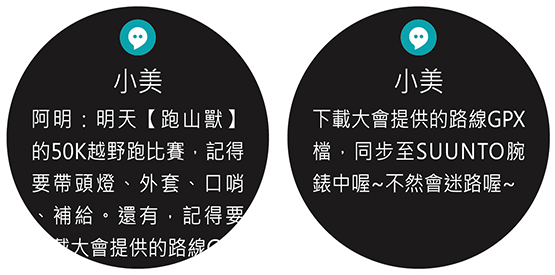 小美
阿明：明天【跑山獸】
的50K越野跑比賽，記得
要帶頭燈、外套、口哨
、補給。還有，記得要
載大會提供的路線G
小美
下載大會提供的路線GPX
檔，同步至SUUNTO腕
錶中喔~不然會迷路喔~